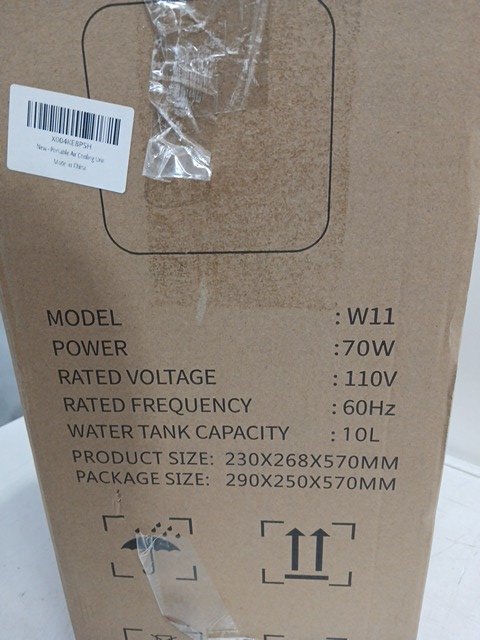 X004KE8PSH
New - Portable Air Cooling Unit
Made in China
MODEL : W11
POWER : 70W
RATED VOLTAGE : 110V
RATED FREQUENCY : 60Hz
WATER TANK CAPACITY : 10L
PRODUCT SIZE: 230X268X570MM
PACKAGE SIZE: 290X250X570MM